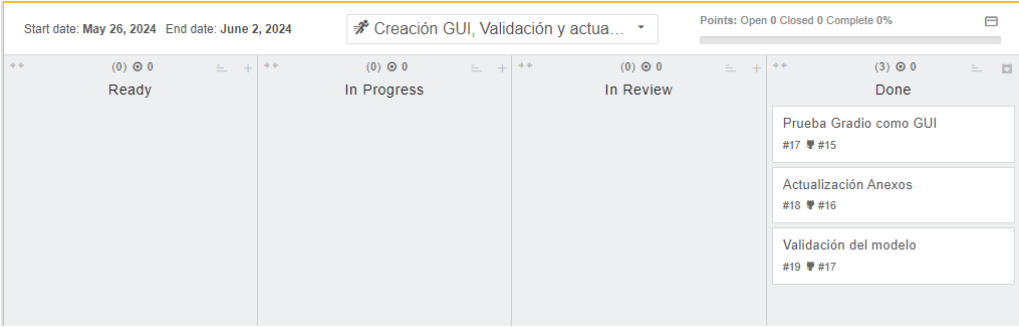 Start date: May 26, 2024 End date: June 2, 2024
Creación GUI, Validación y actua...
Points: Open 0 Closed 0 Complete 0%
(0) 0
Ready
(0) 0
In Progress
(0) 0
In Review
(3) 0
Done
Prueba Gradio como GUI
#17 #15
Actualización Anexos
#18 #16
Validación del modelo
#19 #17